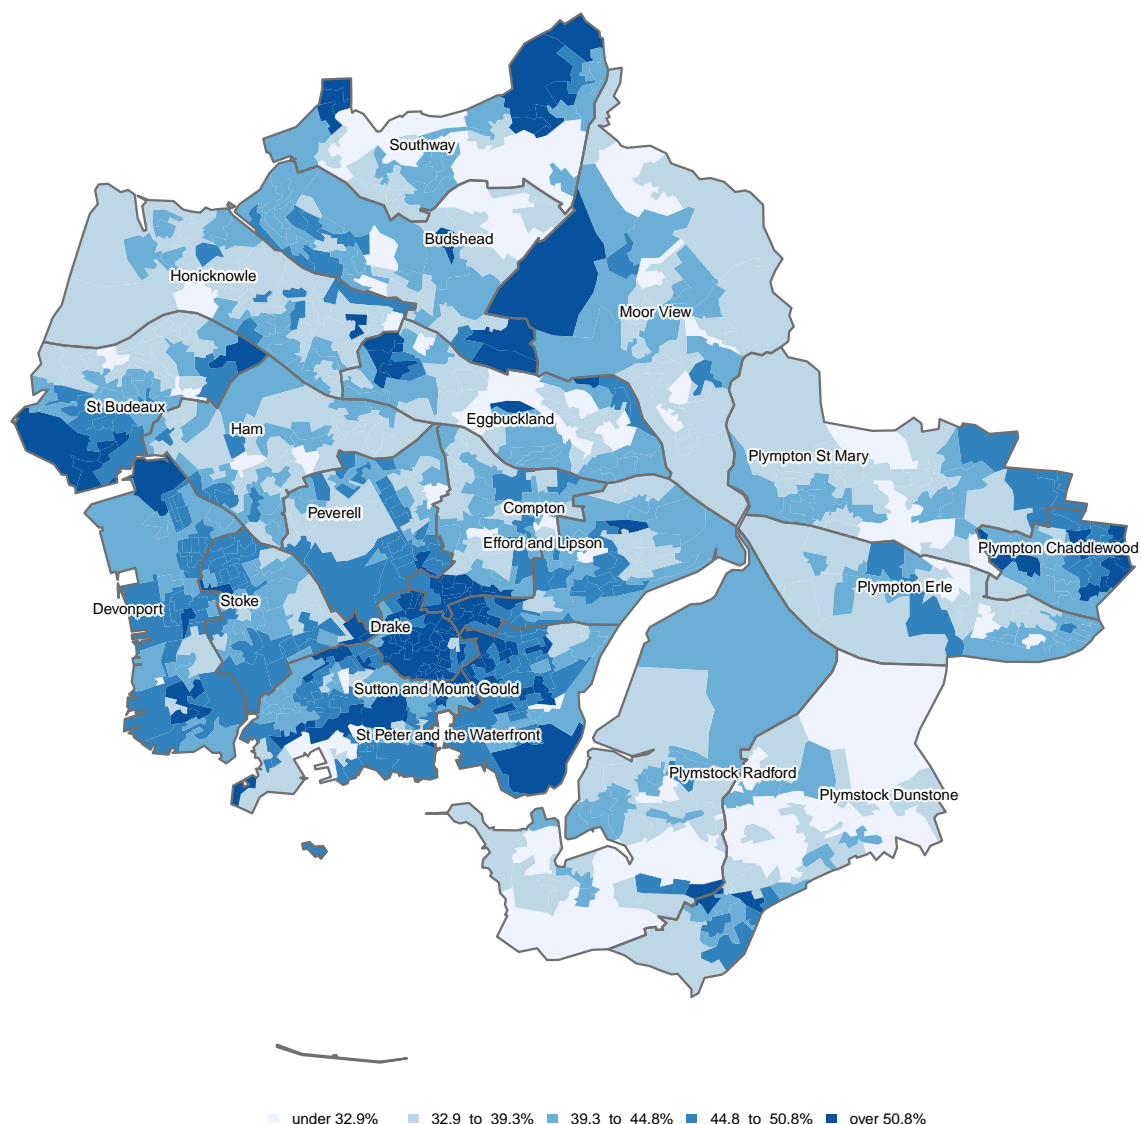 Southway
Budshead
Honicknowle
Moor View
St Budeaux
Ham
Eggbuckland
Plympton St Mary
Peverell
Compton
Efford and Lipson
Plympton Chaddlewood
Plympton Erle
Devonport
Stoke
Drake
Sutton and Mount Gould
St Peter and the Waterfront
Plymstock Radford
Plymstock Dunstone
under 32.9% 32.9 to 39.3% 39.3 to 44.8% 44.8 to 50.8% over 50.8%